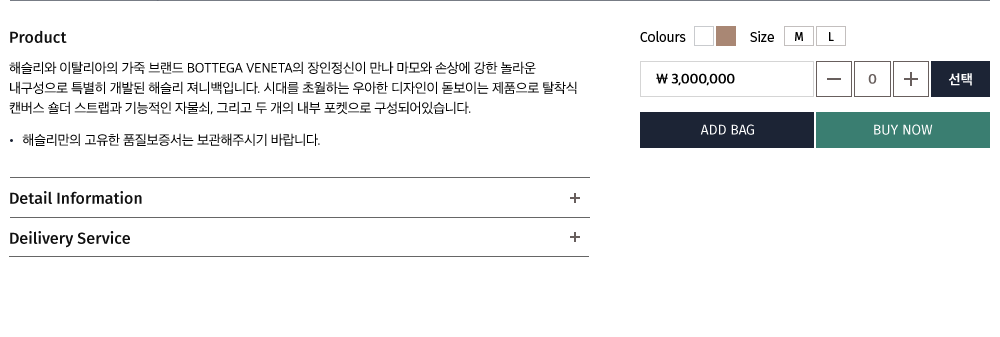 Product
해슬리와 이탈리아의 가죽 브랜드 BOTTEGA VENETA의 장인정신이 만나 마모와 손상에 강한 놀라운
내구성으로 특별히 개발된 해슬리 져니백입니다. 시대를 초월하는 우아한 디자인이 돋보이는 제품으로 탈착식
캔버스 숄더 스트랩과 기능적인 자물쇠, 그리고 두 개의 내부 포켓으로 구성되어있습니다.
• 해슬리만의 고유한 품질보증서는 보관해주시기 바랍니다.
Detail Information +
Deilivery Service +
Colours Size M L
₩ 3,000,000 — 0 + 선택
ADD BAG BUY NOW